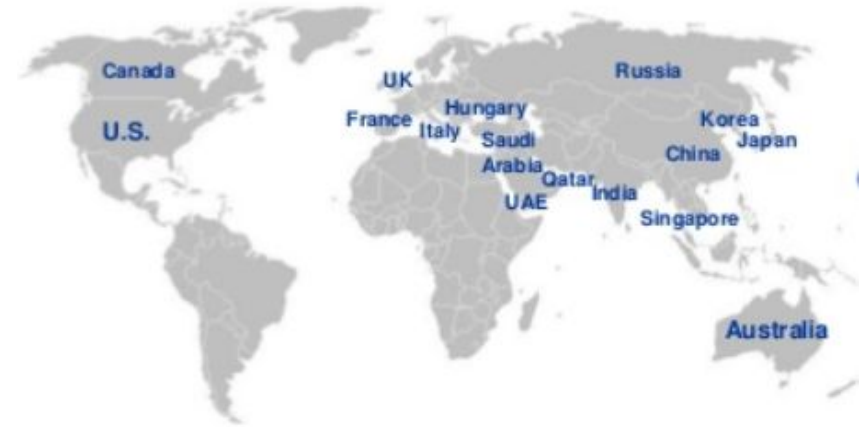 Canada
Russia
UK
Hungary
France
Korea
U.S.
Italy
Saudi
Arabia
Japan
China
Qatar
India
UAE
Singapore
Australia